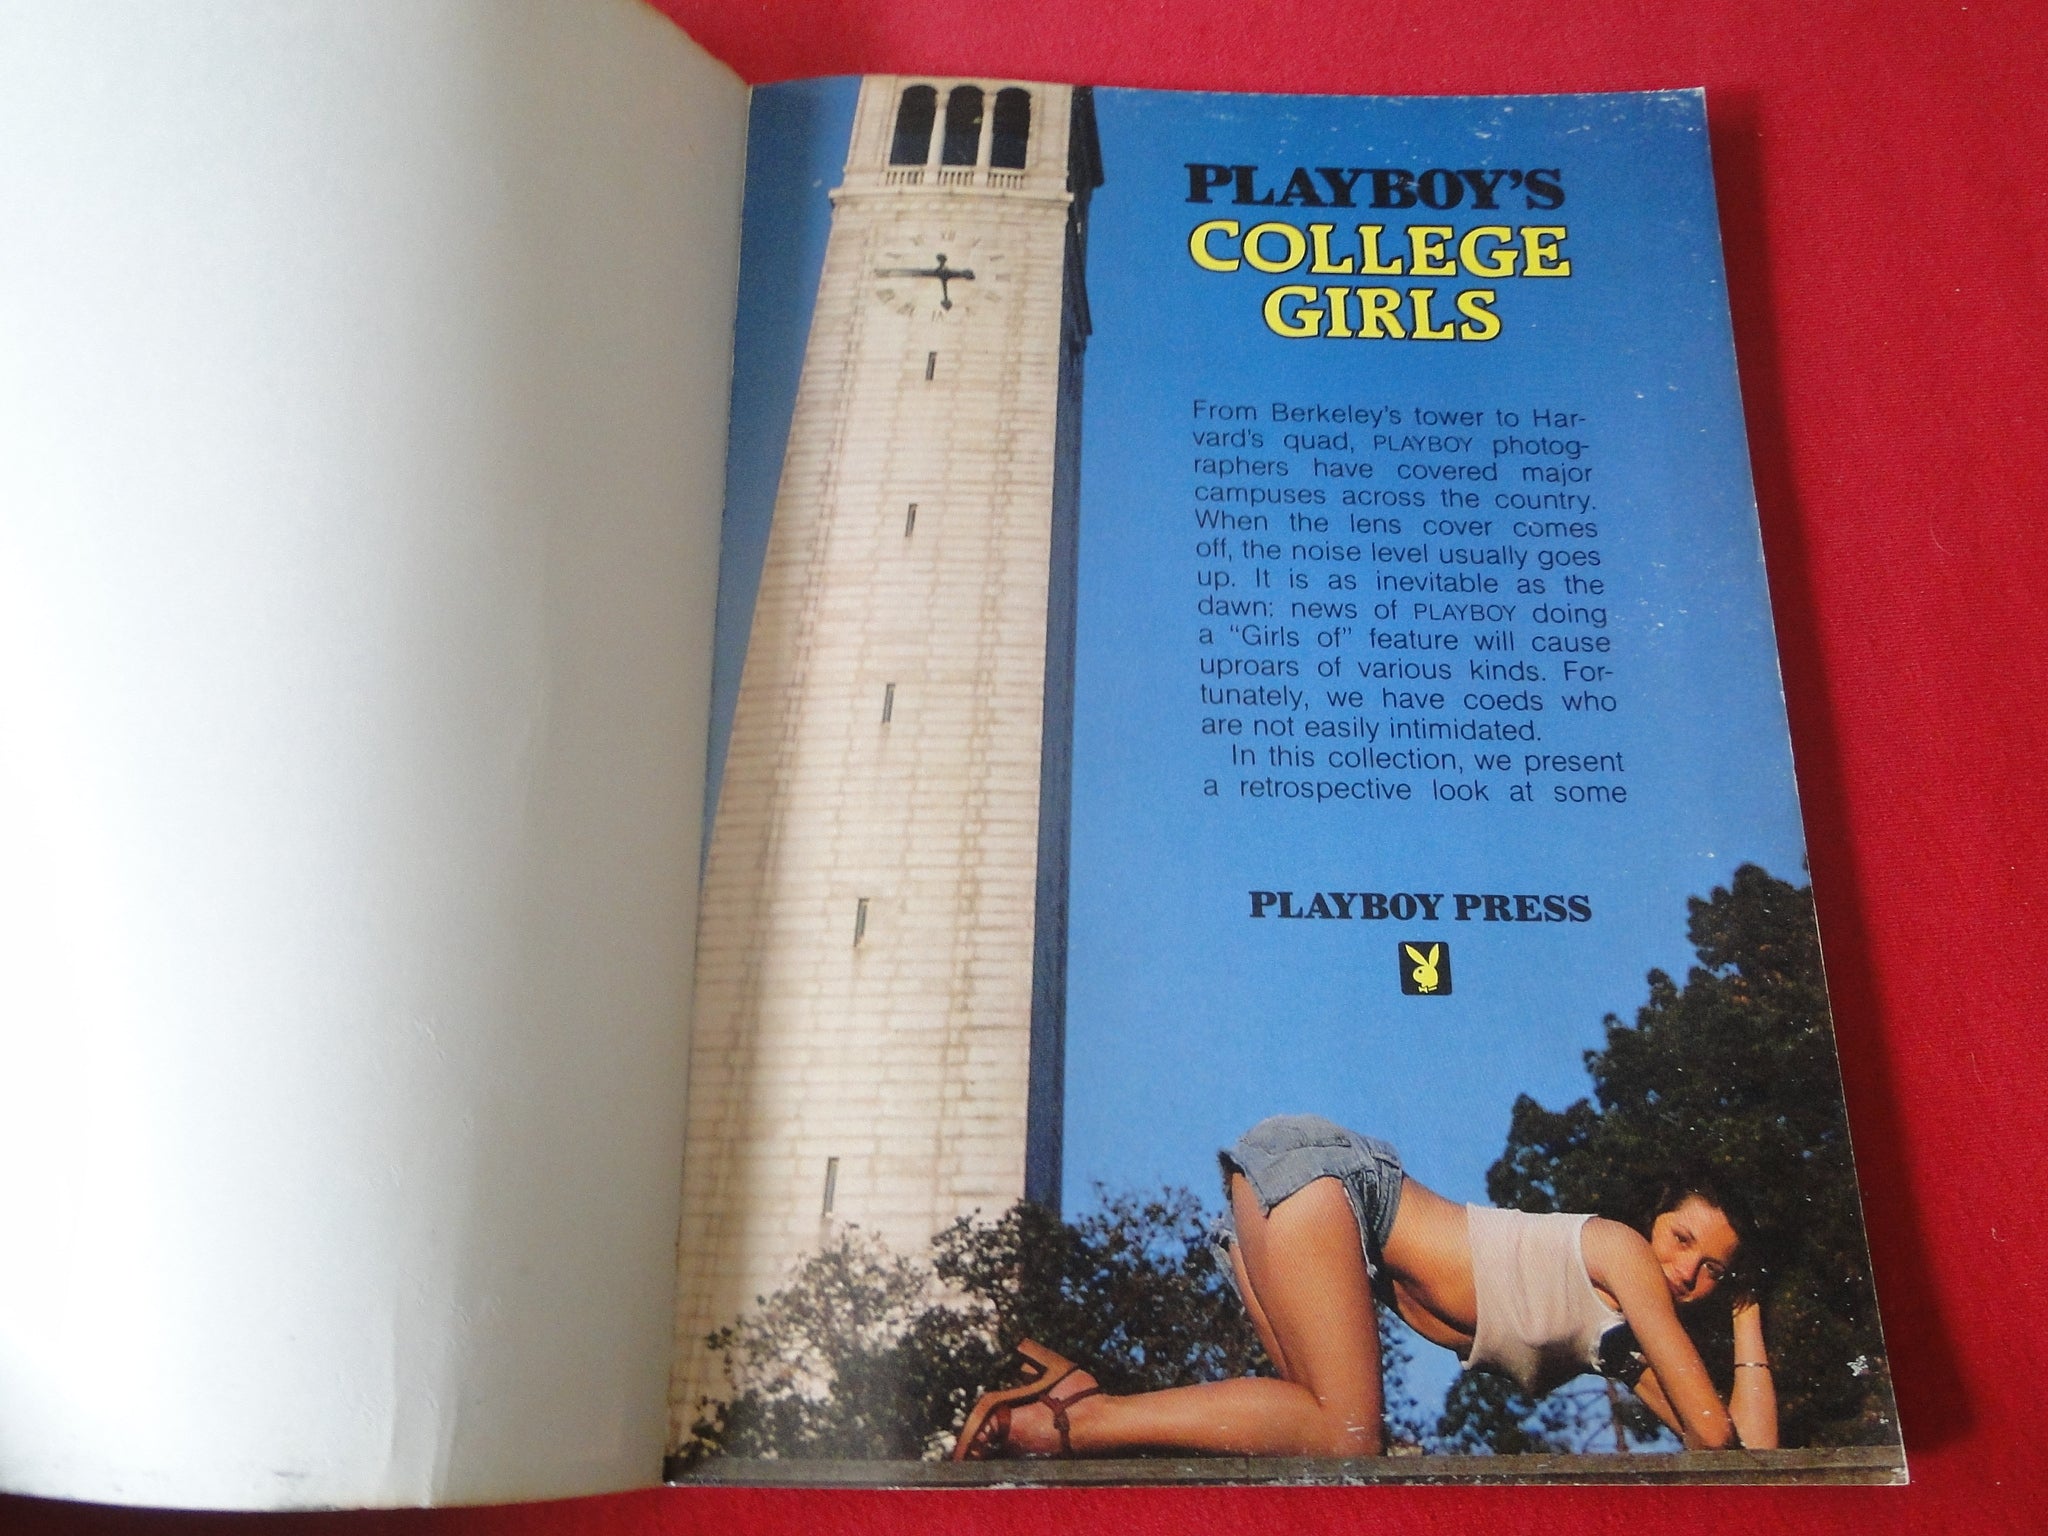 PLAYBOY'S
COLLEGE
GIRLS
From Berkeley's tower to Har-
vard's quad, PLAYBOY photog-
raphers have covered major
campuses across the country.
When the lens cover comes
off, the noise level usually goes
up. It is as inevitable as the
dawn: news of PLAYBOY doing
a "Girls of" feature will cause
uproars of various kinds. For-
tunately, we have coeds who
are not easily intimidated.
In this collection, we present
a retrospective look at some
PLAYBOY PRESS